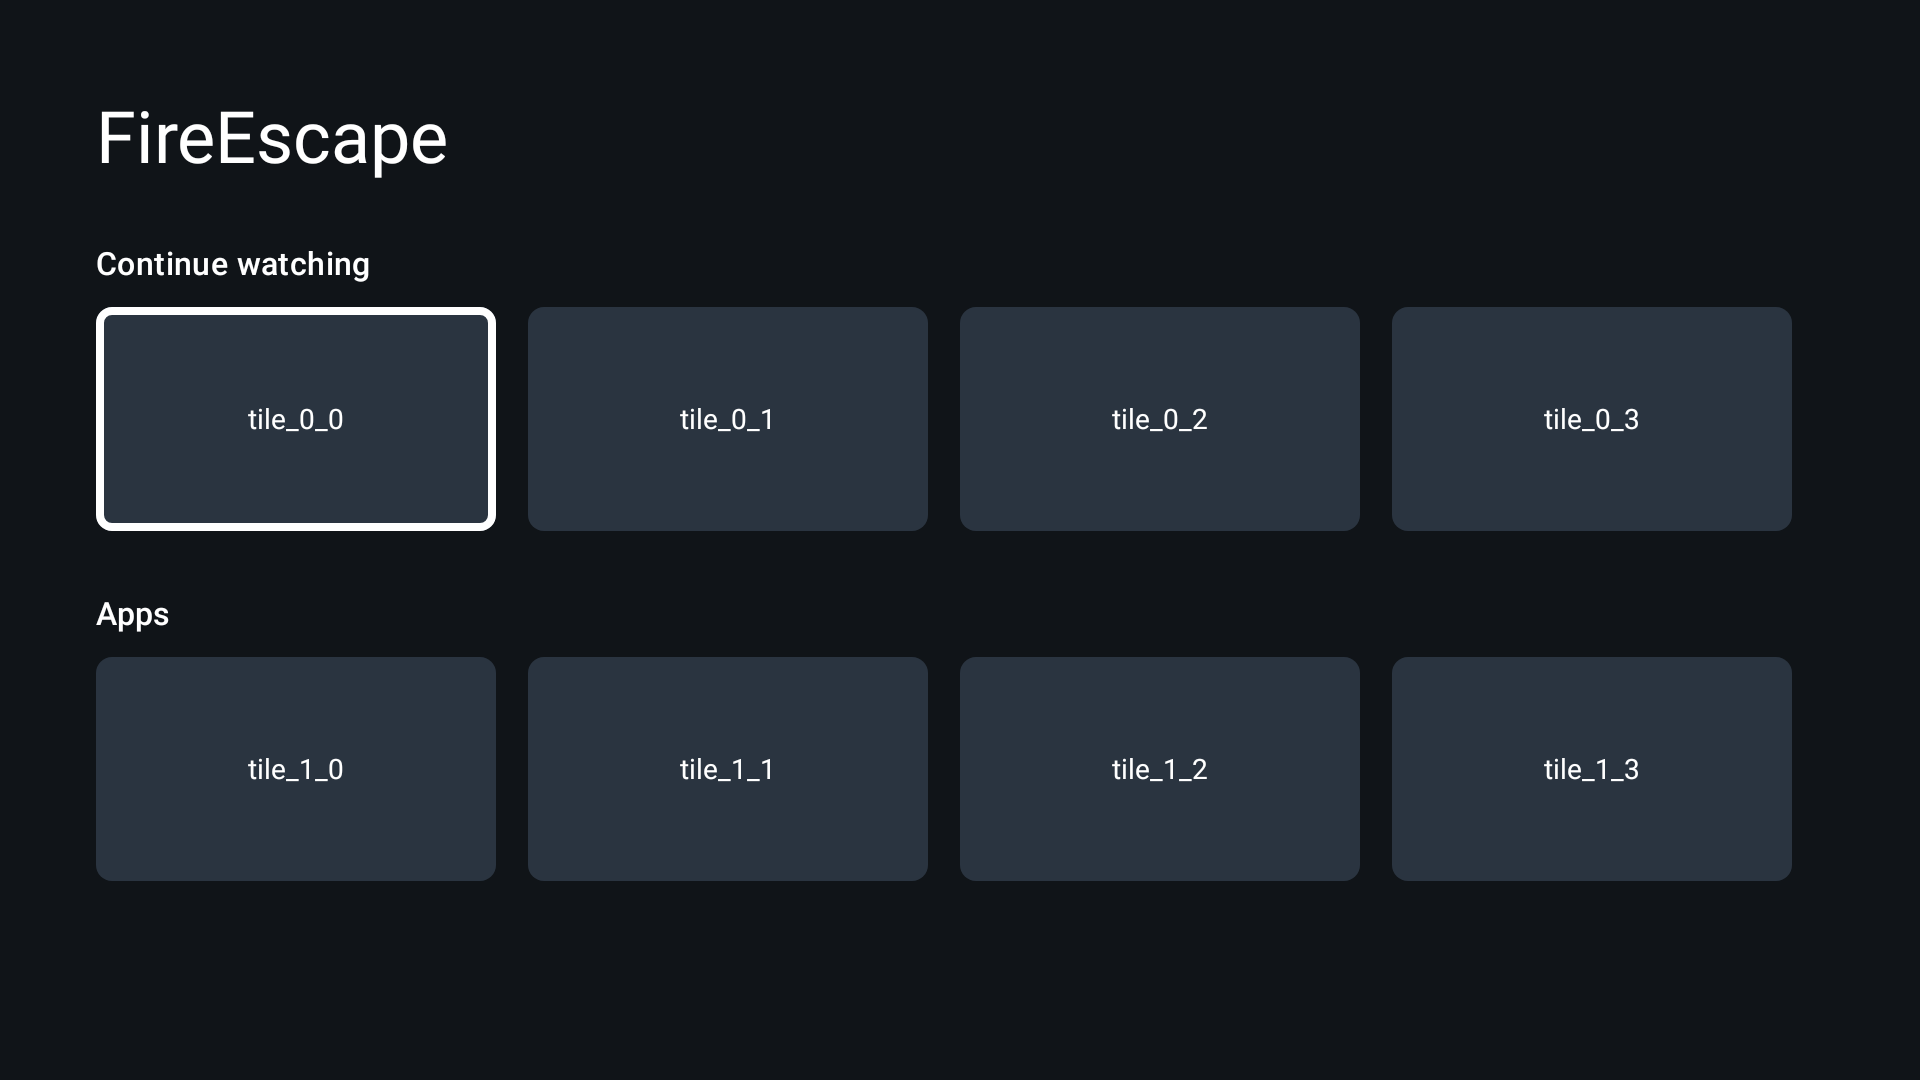 FireEscape
Continue watching
tile_0_0
tile_0_1
tile_0_2
tile_0_3
Apps
tile_1_0
tile_1_1
tile_1_2
tile_1_3